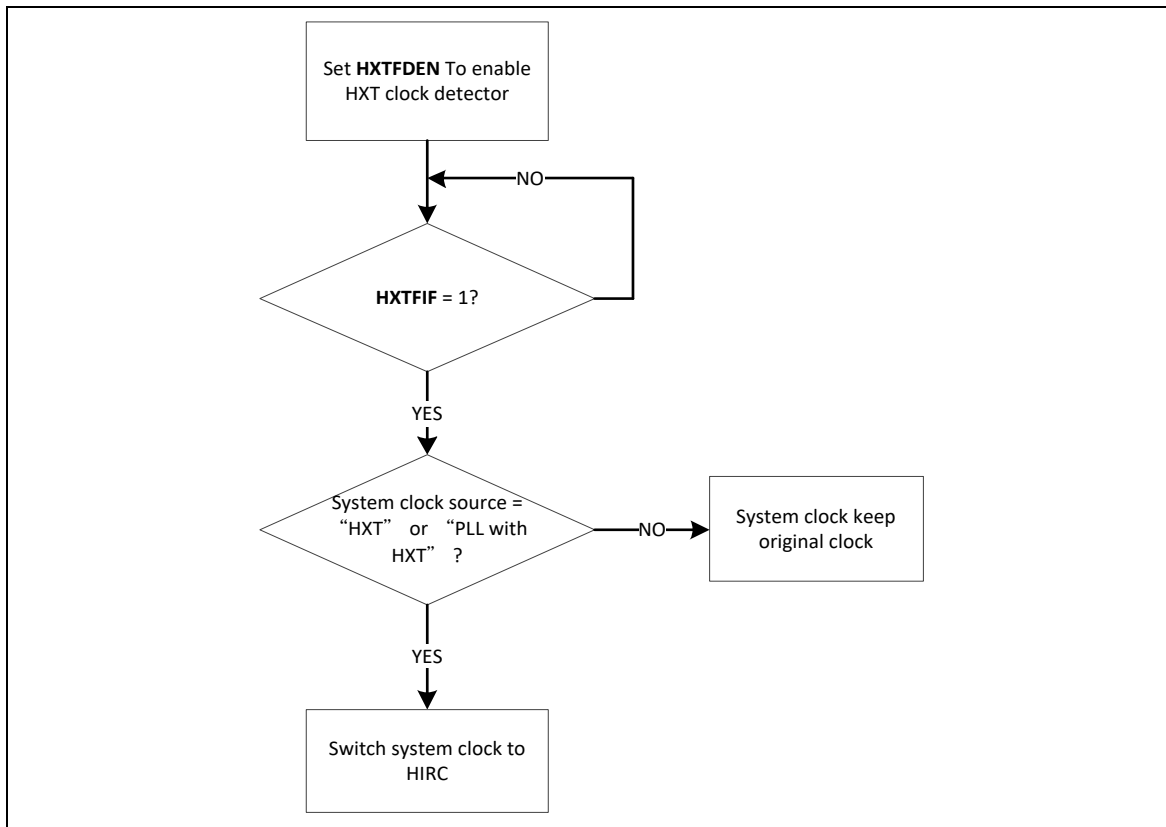 Set HXTFDEN To enable
HXT clock detector
NO
HXTFIF = 1?
YES
System clock source =
“HXT” or “PLL with
HXT” ?
NO
System clock keep
original clock
YES
Switch system clock to
HIRC